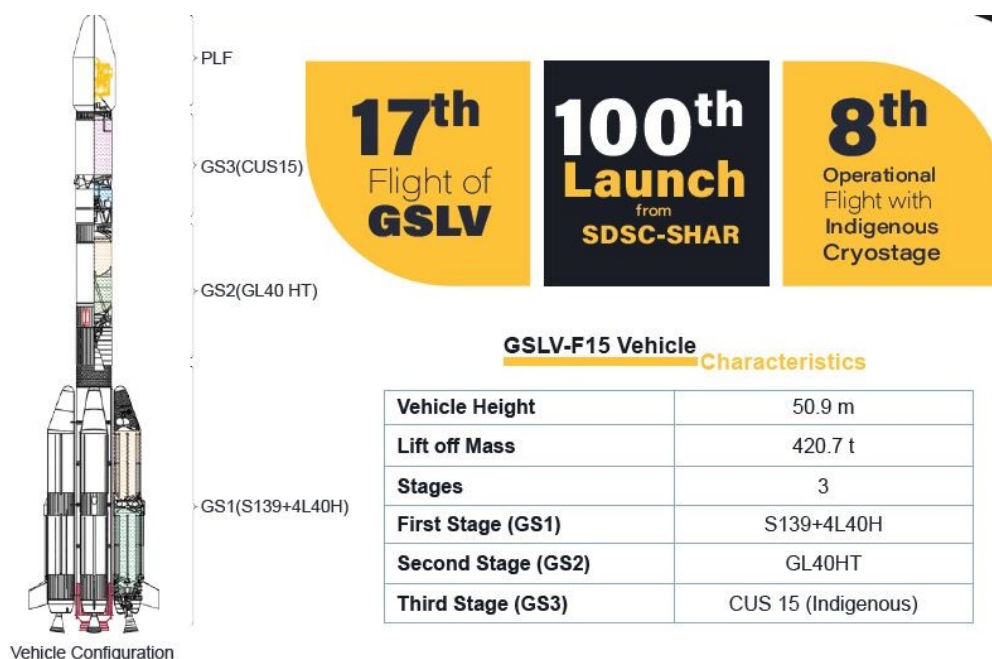 PLF
GS3(CUS15)
GS2(GL40 HT)
GS1(S139+4L40H)
Vehicle Configuration
17th
Flight of
GSLV
100th
Launch
from
SDSC-SHAR
8th
Operational
Flight with
Indigenous
Cryostage
GSLV-F15 Vehicle
Characteristics
Vehicle Height 50.9 m
Lift off Mass 420.7 t
Stages 3
First Stage (GS1) S139+4L40H
Second Stage (GS2) GL40HT
Third Stage (GS3) CUS 15 (Indigenous)